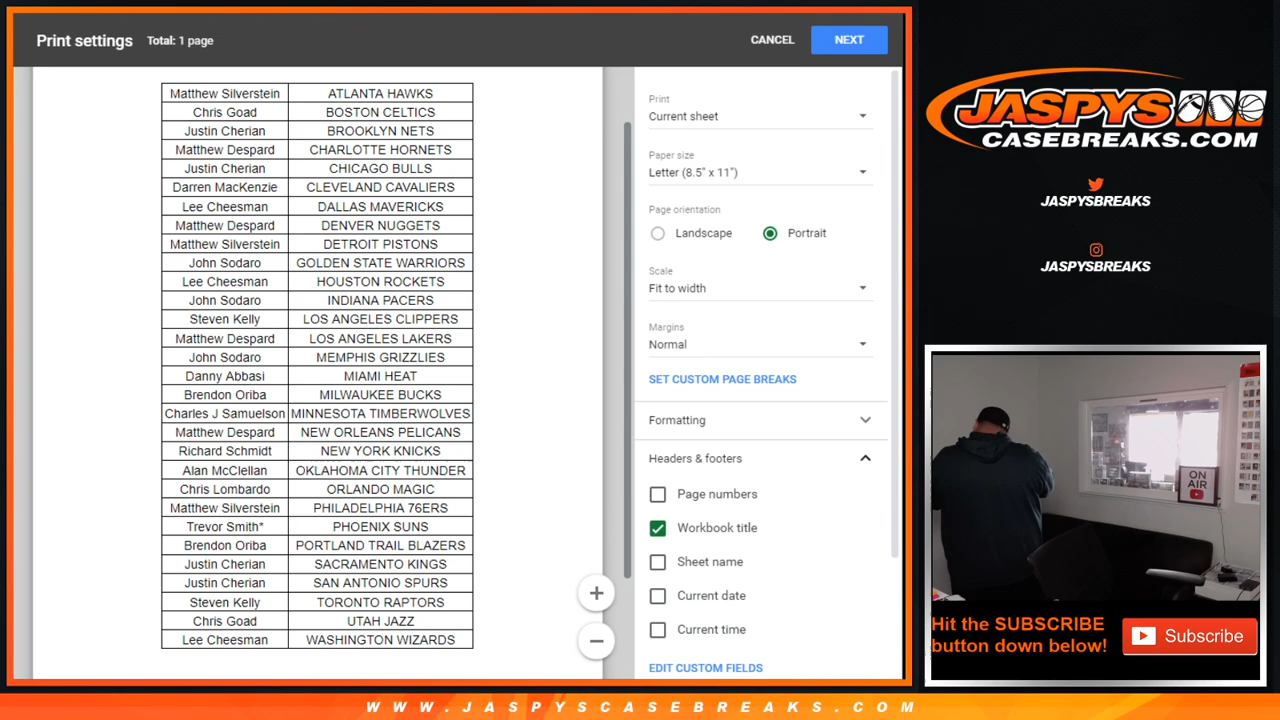 Print settings Total: 1 page CANCEL NEXT
Matthew Silverstein ATLANTA HAWKS
Chris Goad BOSTON CELTICS
Justin Cherian BROOKLYN NETS
Matthew Despard CHARLOTTE HORNETS
Justin Cherian CHICAGO BULLS
Darren MacKenzie CLEVELAND CAVALIERS
Lee Cheesman DALLAS MAVERICKS
Matthew Despard DENVER NUGGETS
Matthew Silverstein DETROIT PISTONS
John Sodaro GOLDEN STATE WARRIORS
Lee Cheesman HOUSTON ROCKETS
John Sodaro INDIANA PACERS
Steven Kelly LOS ANGELES CLIPPERS
Matthew Despard LOS ANGELES LAKERS
John Sodaro MEMPHIS GRIZZLIES
Danny Abbasi MIAMI HEAT
Brendon Oriba MILWAUKEE BUCKS
Charles J Samuelson MINNESOTA TIMBERWOLVES
Matthew Despard NEW ORLEANS PELICANS
Richard Schmidt NEW YORK KNICKS
Alan McClellan OKLAHOMA CITY THUNDER
Chris Lombardo ORLANDO MAGIC
Matthew Silverstein PHILADELPHIA 76ERS
Trevor Smith* PHOENIX SUNS
Brendon Oriba PORTLAND TRAIL BLAZERS
Justin Cherian SACRAMENTO KINGS
Justin Cherian SAN ANTONIO SPURS
Steven Kelly TORONTO RAPTORS
Chris Goad UTAH JAZZ
Lee Cheesman WASHINGTON WIZARDS
Print
Current sheet
Paper size
Letter (8.5" x 11")
Page orientation
Landscape Portrait
Scale
Fit to width
Margins
Normal
SET CUSTOM PAGE BREAKS
Formatting
Headers & footers
Page numbers
Workbook title
Sheet name
Current date
Current time
EDIT CUSTOM FIELDS
JASPYS
CASEBREAKS.COM
JASPYSBREAKS
JASPYSBREAKS
ON
AIR
Hit the SUBSCRIBE
button down below!
Subscribe
WWW.JASPYSCASEBREAKS.COM